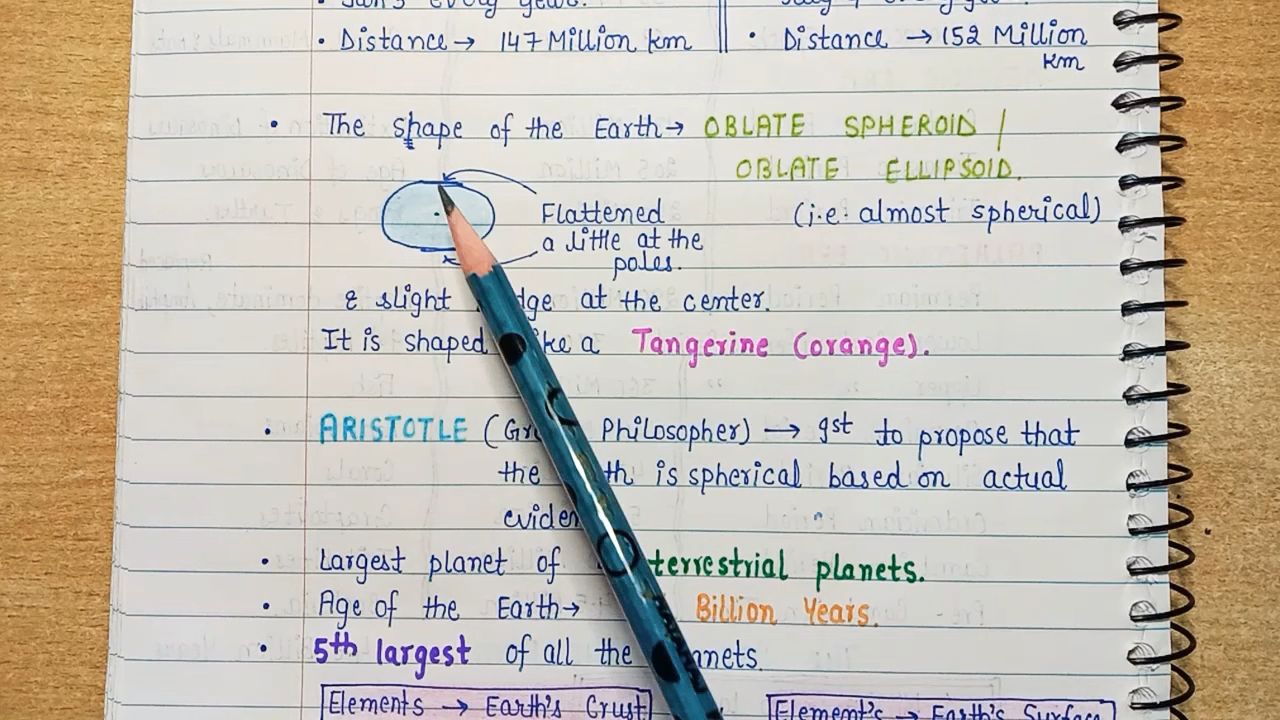 • Distance → 147 Million km
• Distance → 152 Million
km
• The shape of the Earth → OBLATE SPHEROID /
OBLATE ELLIPSOID.
Flattened (i.e. almost spherical)
a little at the
poles.
& slight at the center.
It is shaped a Tangerine (orange).
• ARISTOTLE ( Philosopher) → 1st to propose that
the is spherical based on actual
• Largest planet of terrestrial planets.
• Age of the Earth → Billion Years.
• 5th largest of all the
Elements → Earth's Crust
Element's → Earth's Surface